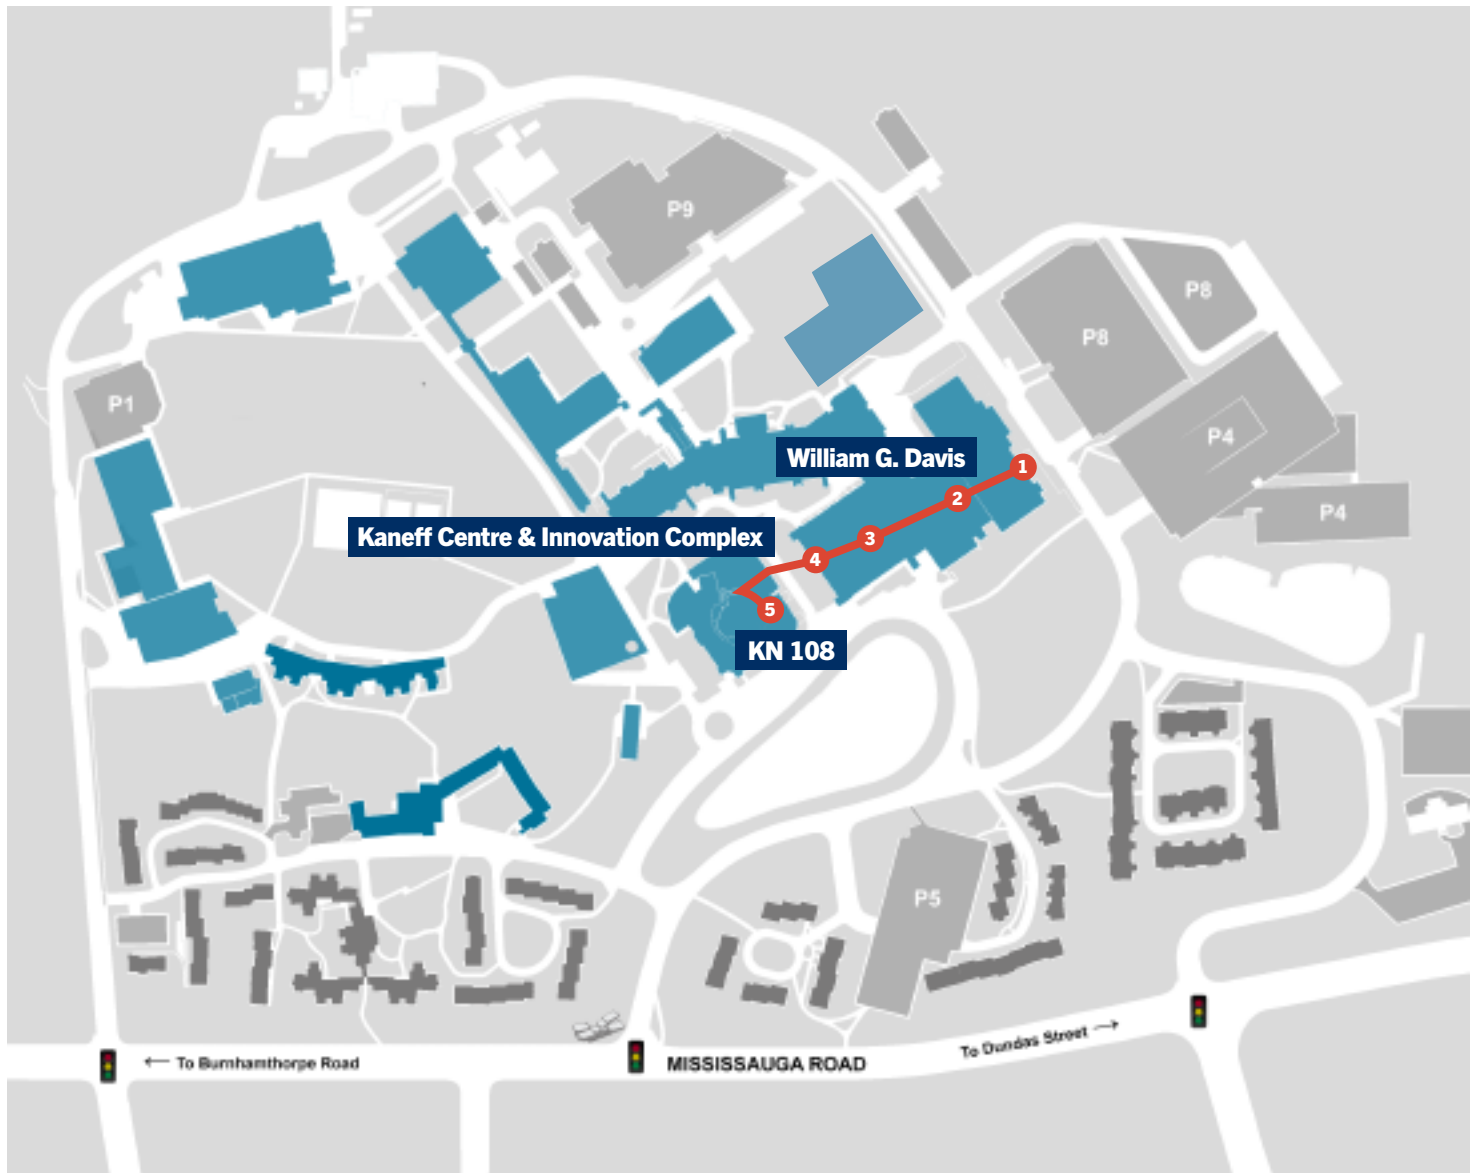 P9
P8
P8
P1
P4
P4
William G. Davis
1
2
3
4
5
Kaneff Centre & Innovation Complex
KN 108
P5
← To Burnhamthorpe Road
MISSISSAUGA ROAD
To Dundas Street →